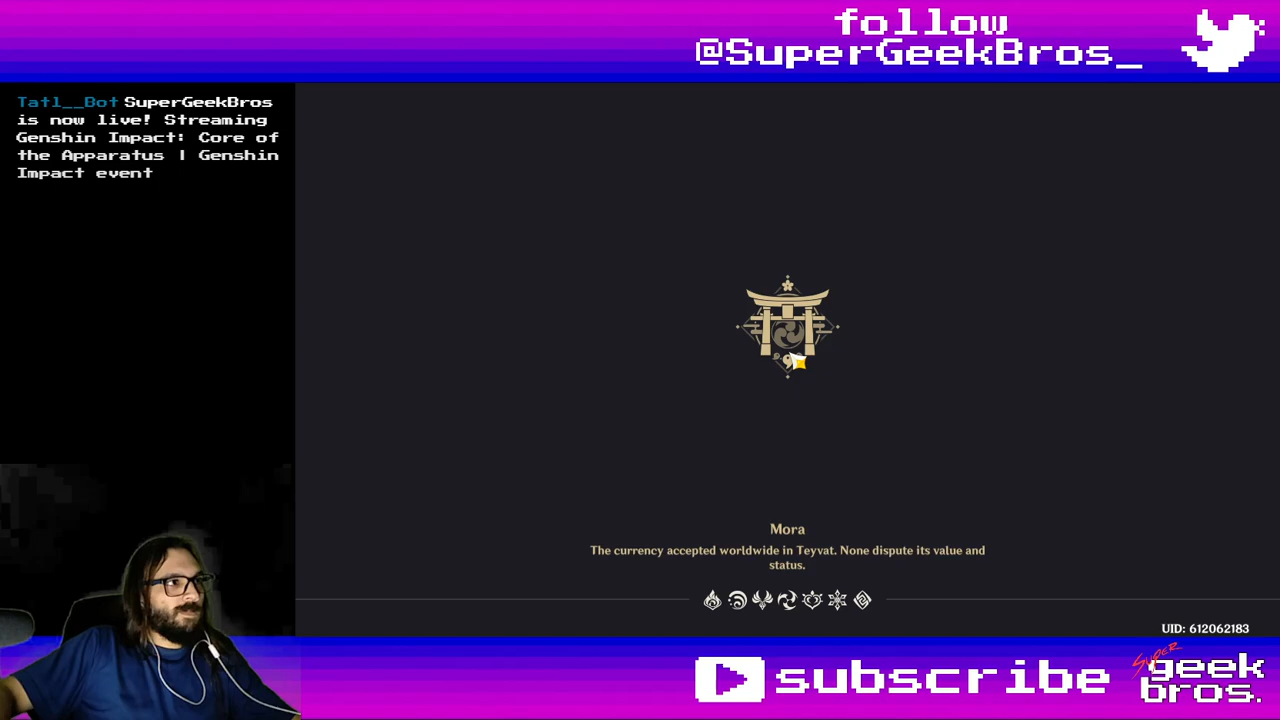 follow
@SuperGeekBros_
Tatl__Bot SuperGeekBros
is now live! Streaming
Genshin Impact: Core of
the Apparatus | Genshin
Impact event
Mora
The currency accepted worldwide in Teyvat. None dispute its value and
status.
UID: 612062183
subscribe
SUPER
geek
bros.